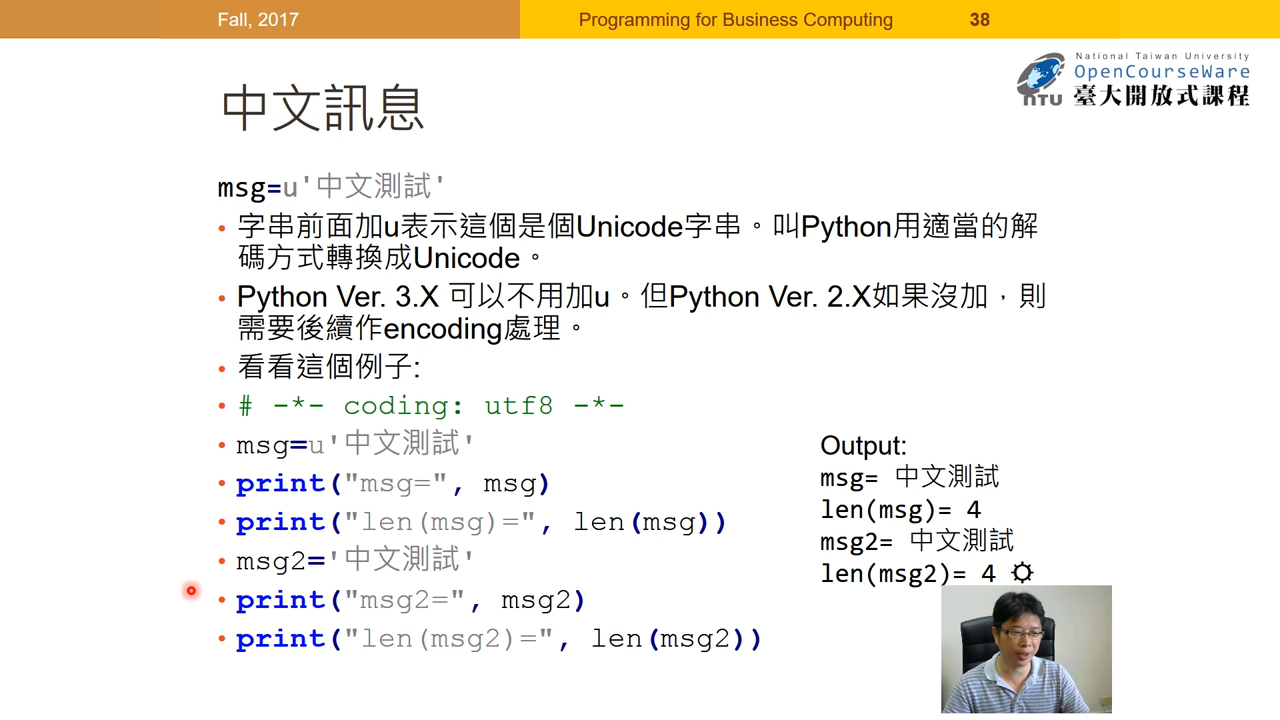 Fall, 2017
Programming for Business Computing
38
National Taiwan University
OpenCourseWare
NTU 臺大開放式課程
中文訊息
msg=u'中文測試'
• 字串前面加u表示這個是個Unicode字串。叫Python用適當的解
碼方式轉換成Unicode。
• Python Ver. 3.X 可以不用加u。但Python Ver. 2.X如果沒加，則
需要後續作encoding處理。
• 看看這個例子:
• # -*- coding: utf8 -*-
• msg=u'中文測試'
• print("msg=", msg)
• print("len(msg)=", len(msg))
• msg2='中文測試'
• print("msg2=", msg2)
• print("len(msg2)=", len(msg2))
Output:
msg= 中文測試
len(msg)= 4
msg2= 中文測試
len(msg2)= 4